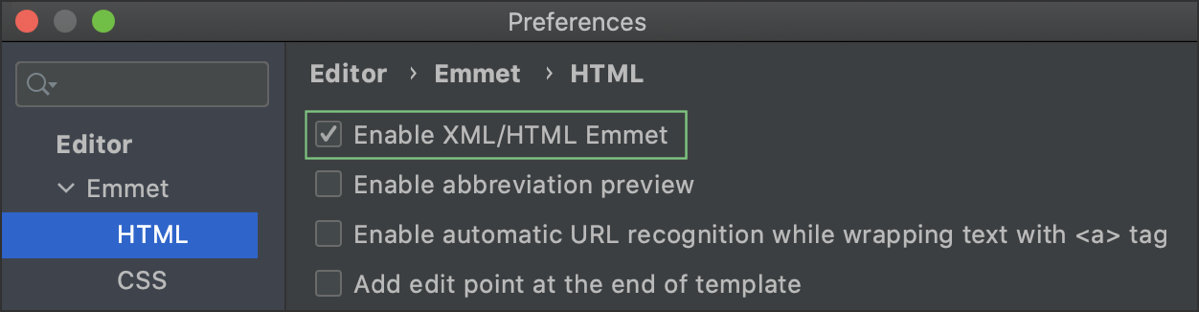 Preferences
Editor › Emmet › HTML
Editor
Emmet
HTML
CSS
Enable XML/HTML Emmet
Enable abbreviation preview
Enable automatic URL recognition while wrapping text with <a> tag
Add edit point at the end of template